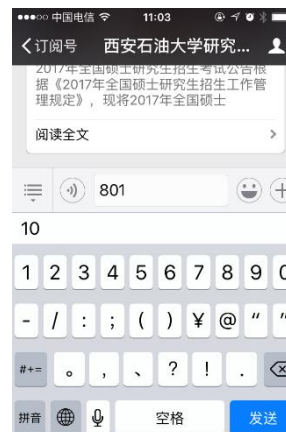 中国电信 11:03
订阅号 西安石油大学研究...
2017年全国硕士研究生招生考试公告根
据《2017年全国硕士研究生招生工作管
理规定》，现将2017年全国硕士
阅读全文
801
10
1 2 3 4 5 6 7 8 9 0
- / : ; ( ) ¥ @ “ ”
#+= 。 , 、 ? ! .
拼音 空格 发送